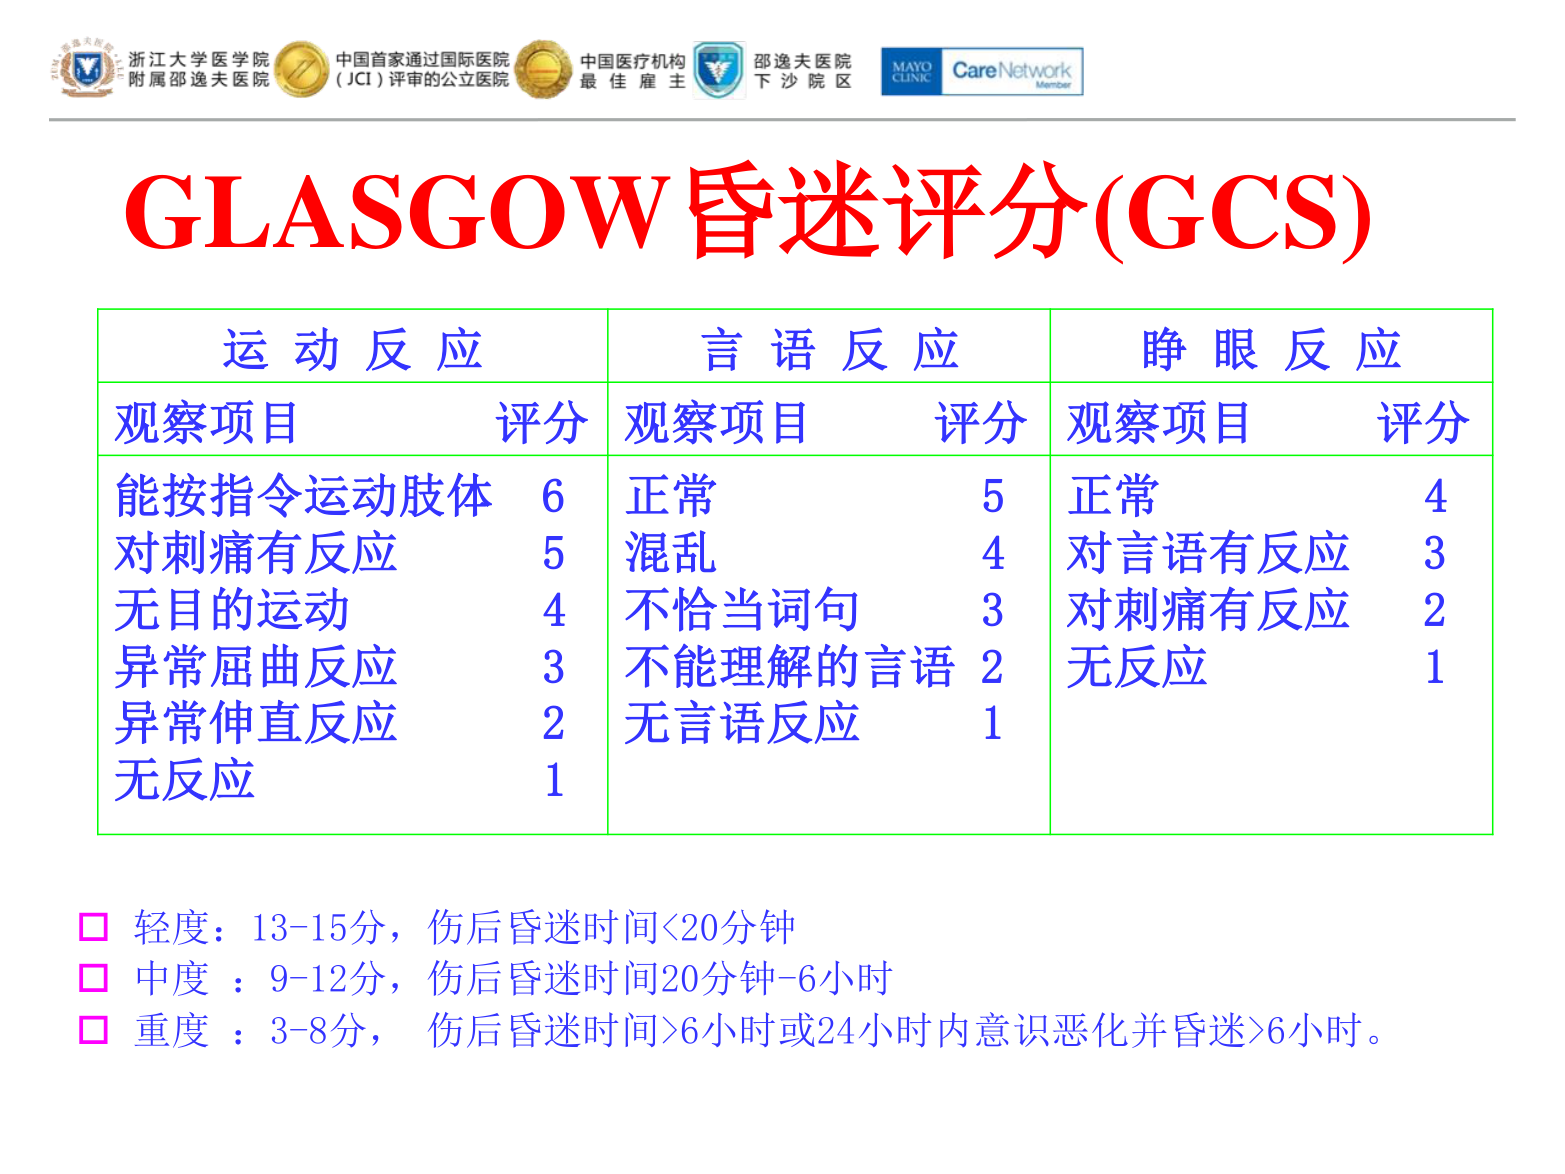 浙江大学医学院 中国首家通过国际医院 中国医疗机构 邵逸夫医院 MAYO CLINIC CareNetwork
附属邵逸夫医院 (JCI)评审的公立医院 最佳雇主 下沙院区 Member
GLASGOW昏迷评分(GCS)
运动反应 言语反应 睁眼反应
观察项目 评分 观察项目 评分 观察项目 评分
能按指令运动肢体 6 正常 5 正常 4
对刺痛有反应 5 混乱 4 对言语有反应 3
无目的运动 4 不恰当词句 3 对刺痛有反应 2
异常屈曲反应 3 不能理解的言语 2 无反应 1
异常伸直反应 2 无言语反应 1
无反应 1
轻度：13-15分，伤后昏迷时间<20分钟
中度 ：9-12分，伤后昏迷时间20分钟-6小时
重度 ：3-8分， 伤后昏迷时间>6小时或24小时内意识恶化并昏迷>6小时。